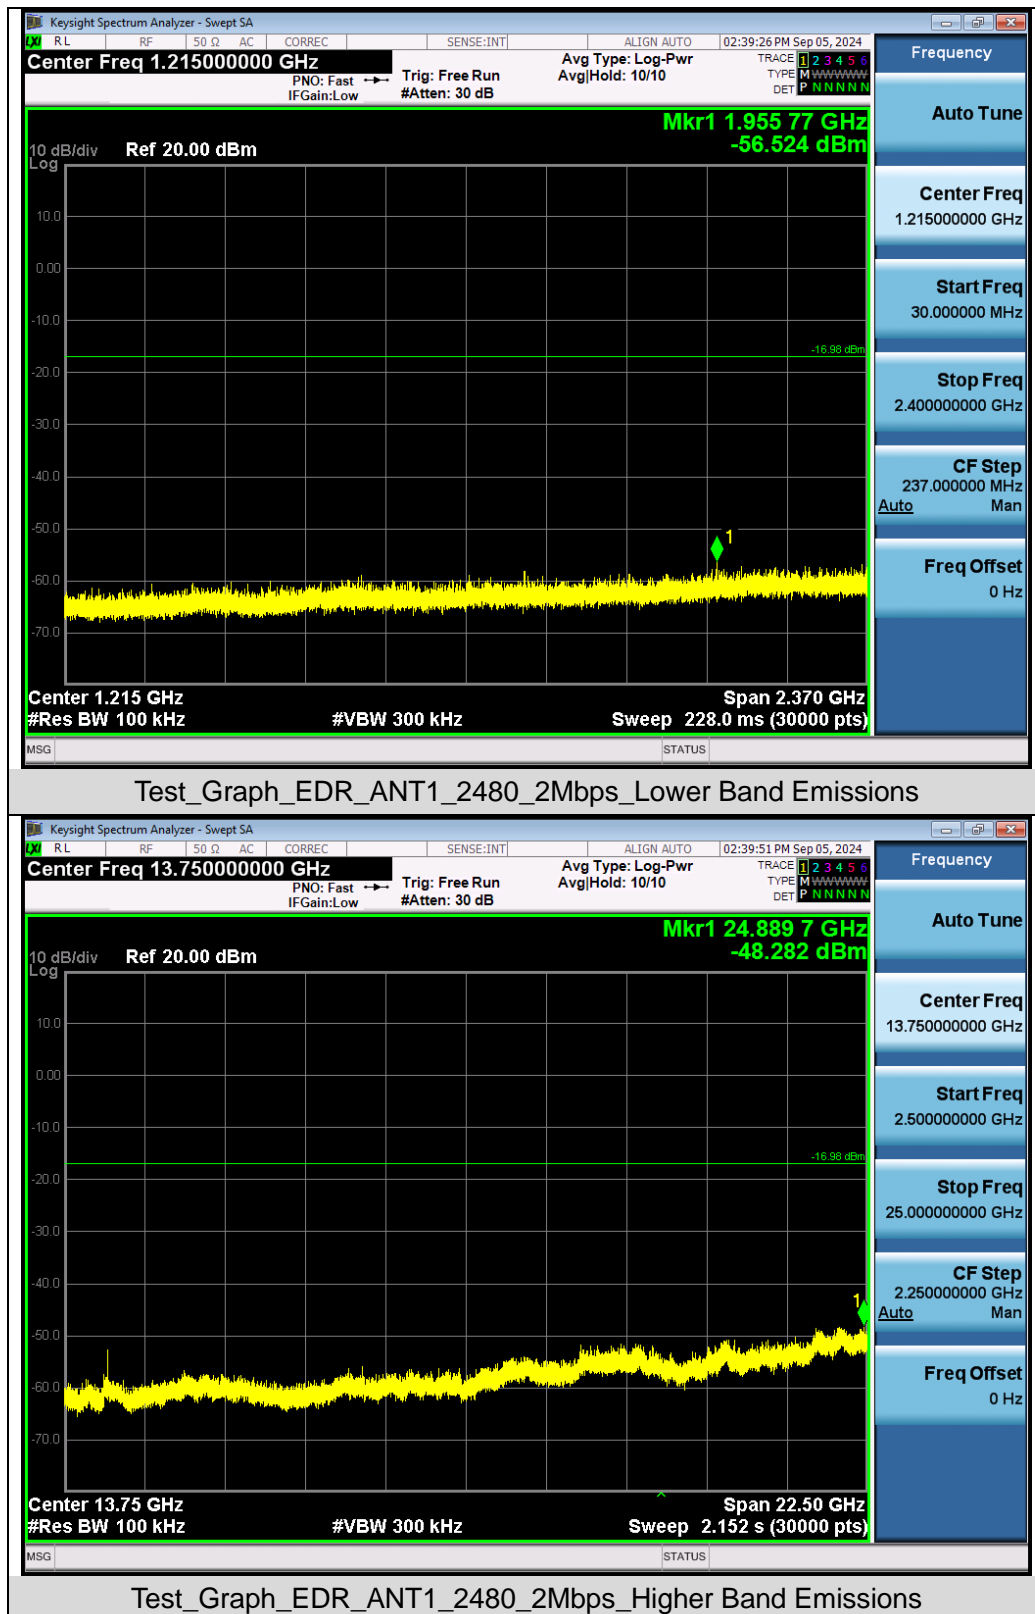 Keysight Spectrum Analyzer - Swept SA
LXI RL RF 50 Ω AC CORREC SENSE:INT ALIGN AUTO 02:39:26 PM Sep 05, 2024
Center Freq 1.215000000 GHz
PNO: Fast Trig: Free Run Avg Type: Log-Pwr TRACE 1 2 3 4 5 6
IFGain:Low #Atten: 30 dB Avg|Hold: 10/10 TYPE M WWWWW
DET P N N N N N
Mkr1 1.955 77 GHz
-56.524 dBm
10 dB/div Ref 20.00 dBm
Log
10.0
0.00
-10.0
-16.98 dBm
-20.0
-30.0
-40.0
-50.0
1
-60.0
-70.0
Center 1.215 GHz Span 2.370 GHz
#Res BW 100 kHz #VBW 300 kHz Sweep 228.0 ms (30000 pts)
MSG STATUS
Frequency
Auto Tune
Center Freq
1.215000000 GHz
Start Freq
30.000000 MHz
Stop Freq
2.400000000 GHz
CF Step
237.000000 MHz
Auto Man
Freq Offset
0 Hz
Test_Graph_EDR_ANT1_2480_2Mbps_Lower Band Emissions
Keysight Spectrum Analyzer - Swept SA
LXI RL RF 50 Ω AC CORREC SENSE:INT ALIGN AUTO 02:39:51 PM Sep 05, 2024
Center Freq 13.750000000 GHz
PNO: Fast Trig: Free Run Avg Type: Log-Pwr TRACE 1 2 3 4 5 6
IFGain:Low #Atten: 30 dB Avg|Hold: 10/10 TYPE M WWWWW
DET P N N N N N
Mkr1 24.889 7 GHz
-48.282 dBm
10 dB/div Ref 20.00 dBm
Log
10.0
0.00
-10.0
-16.98 dBm
-20.0
-30.0
-40.0
1
-50.0
-60.0
-70.0
Center 13.75 GHz Span 22.50 GHz
#Res BW 100 kHz #VBW 300 kHz Sweep 2.152 s (30000 pts)
MSG STATUS
Frequency
Auto Tune
Center Freq
13.750000000 GHz
Start Freq
2.500000000 GHz
Stop Freq
25.000000000 GHz
CF Step
2.250000000 GHz
Auto Man
Freq Offset
0 Hz
Test_Graph_EDR_ANT1_2480_2Mbps_Higher Band Emissions